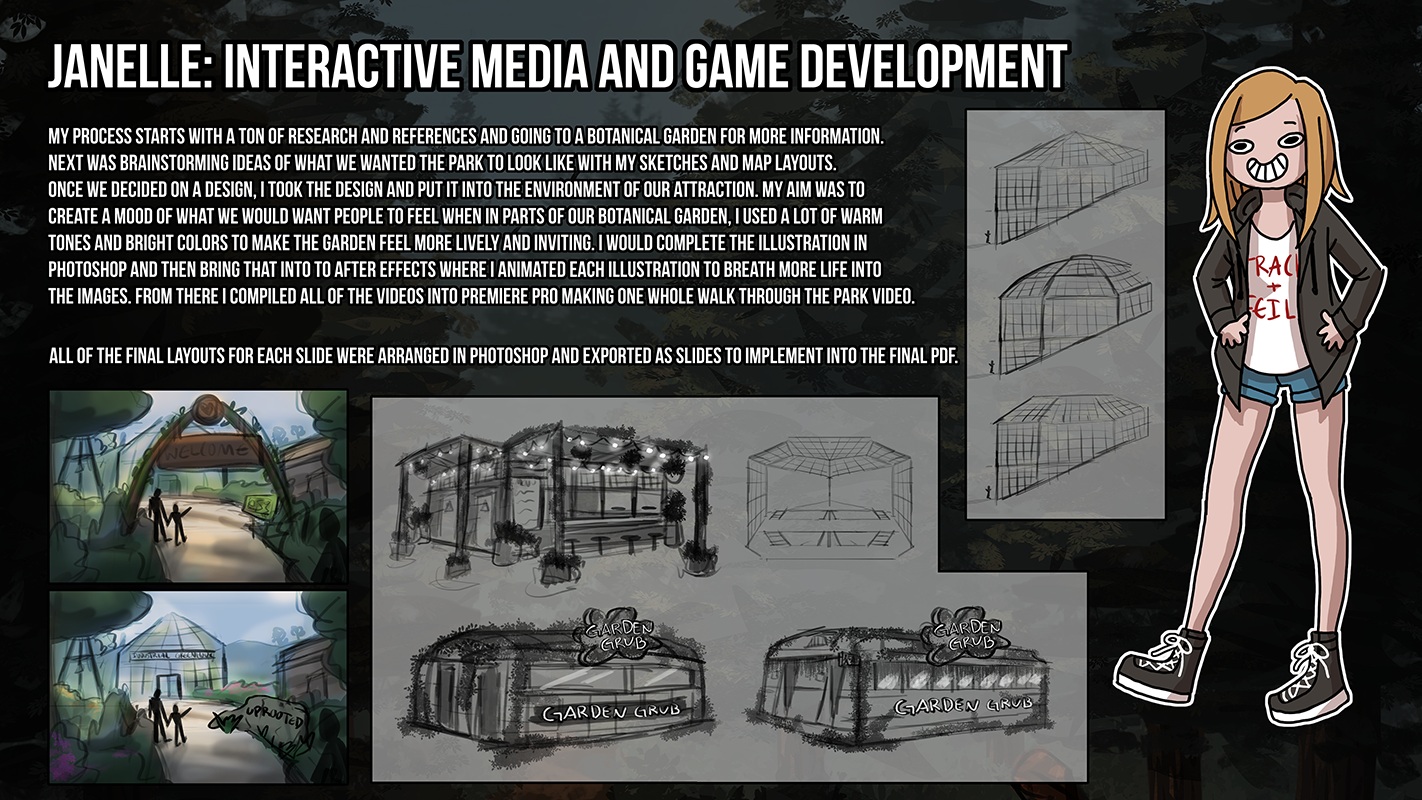 JANELLE: INTERACTIVE MEDIA AND GAME DEVELOPMENT
MY PROCESS STARTS WITH A TON OF RESEARCH AND REFERENCES AND GOING TO A BOTANICAL GARDEN FOR MORE INFORMATION.
NEXT WAS BRAINSTORMING IDEAS OF WHAT WE WANTED THE PARK TO LOOK LIKE WITH MY SKETCHES AND MAP LAYOUTS.
ONCE WE DECIDED ON A DESIGN, I TOOK THE DESIGN AND PUT IT INTO THE ENVIRONMENT OF OUR ATTRACTION. MY AIM WAS TO
CREATE A MOOD OF WHAT WE WOULD WANT PEOPLE TO FEEL WHEN IN PARTS OF OUR BOTANICAL GARDEN, I USED A LOT OF WARM
TONES AND BRIGHT COLORS TO MAKE THE GARDEN FEEL MORE LIVELY AND INVITING. I WOULD COMPLETE THE ILLUSTRATION IN
PHOTOSHOP AND THEN BRING THAT INTO TO AFTER EFFECTS WHERE I ANIMATED EACH ILLUSTRATION TO BREATH MORE LIFE INTO
THE IMAGES. FROM THERE I COMPILED ALL OF THE VIDEOS INTO PREMIERE PRO MAKING ONE WHOLE WALK THROUGH THE PARK VIDEO.
ALL OF THE FINAL LAYOUTS FOR EACH SLIDE WERE ARRANGED IN PHOTOSHOP AND EXPORTED AS SLIDES TO IMPLEMENT INTO THE FINAL PDF.
TRACI
+
FEIL
WELCOME
UPROOTED
GARDEN
GRUB
GARDEN GRUB
GARDEN
GRUB
GARDEN GRUB